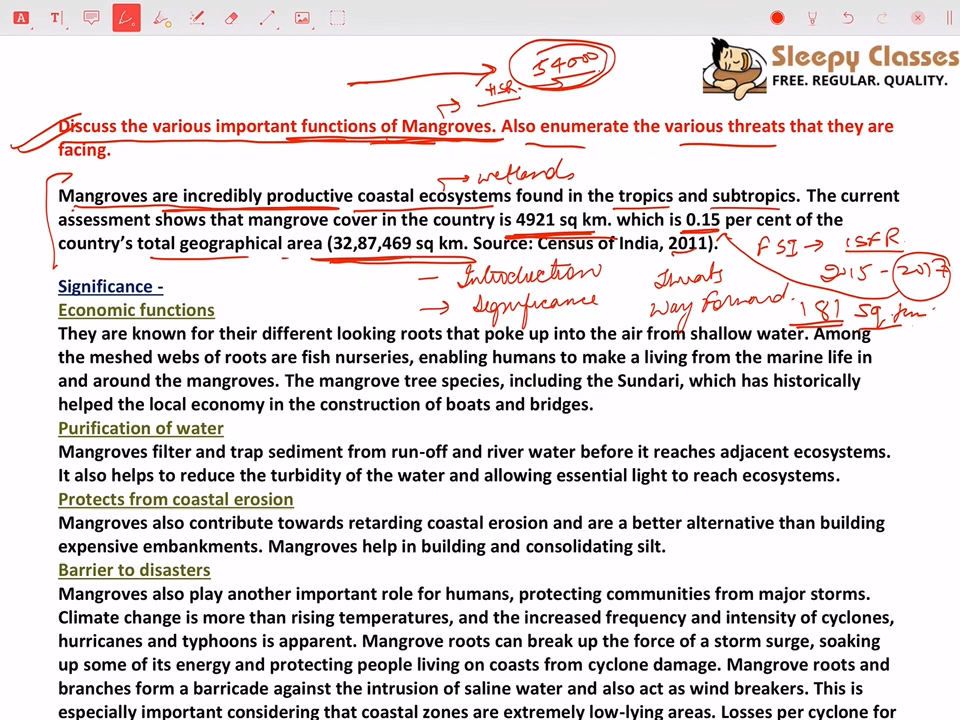 A T
54000
Sleepy Classes
FREE. REGULAR. QUALITY.
Discuss the various important functions of Mangroves. Also enumerate the various threats that they are
facing.
wetlands
Mangroves are incredibly productive coastal ecosystems found in the tropics and subtropics. The current
assessment shows that mangrove cover in the country is 4921 sq km. which is 0.15 per cent of the
country's total geographical area (32,87,469 sq km. Source: Census of India, 2011).
FSI → ISFR
2015 - 2017
— Introduction
Threats
→ Significance
Way Forward.
181 sq km
Significance -
Economic functions
They are known for their different looking roots that poke up into the air from shallow water. Among
the meshed webs of roots are fish nurseries, enabling humans to make a living from the marine life in
and around the mangroves. The mangrove tree species, including the Sundari, which has historically
helped the local economy in the construction of boats and bridges.
Purification of water
Mangroves filter and trap sediment from run-off and river water before it reaches adjacent ecosystems.
It also helps to reduce the turbidity of the water and allowing essential light to reach ecosystems.
Protects from coastal erosion
Mangroves also contribute towards retarding coastal erosion and are a better alternative than building
expensive embankments. Mangroves help in building and consolidating silt.
Barrier to disasters
Mangroves also play another important role for humans, protecting communities from major storms.
Climate change is more than rising temperatures, and the increased frequency and intensity of cyclones,
hurricanes and typhoons is apparent. Mangrove roots can break up the force of a storm surge, soaking
up some of its energy and protecting people living on coasts from cyclone damage. Mangrove roots and
branches form a barricade against the intrusion of saline water and also act as wind breakers. This is
especially important considering that coastal zones are extremely low-lying areas. Losses per cyclone for